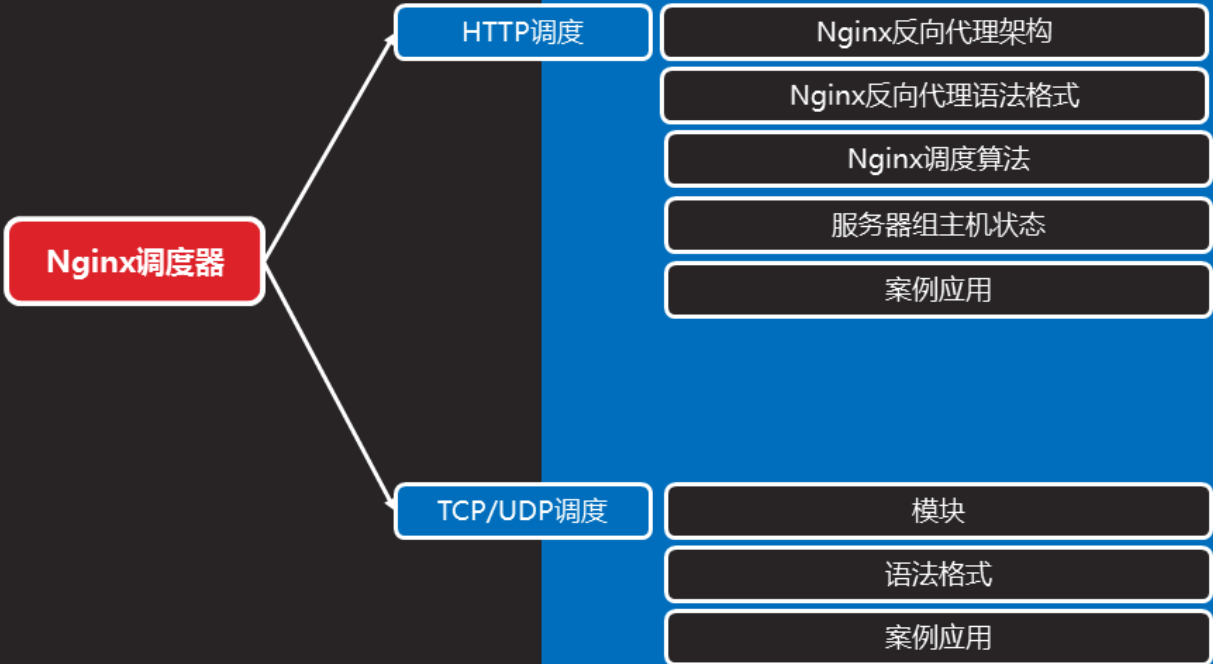 Nginx调度器
HTTP调度
Nginx反向代理架构
Nginx反向代理语法格式
Nginx调度算法
服务器组主机状态
案例应用
TCP/UDP调度
模块
语法格式
案例应用